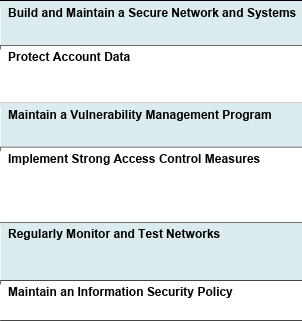 Build and Maintain a Secure Network and Systems
Protect Account Data
Maintain a Vulnerability Management Program
Implement Strong Access Control Measures
Regularly Monitor and Test Networks
Maintain an Information Security Policy